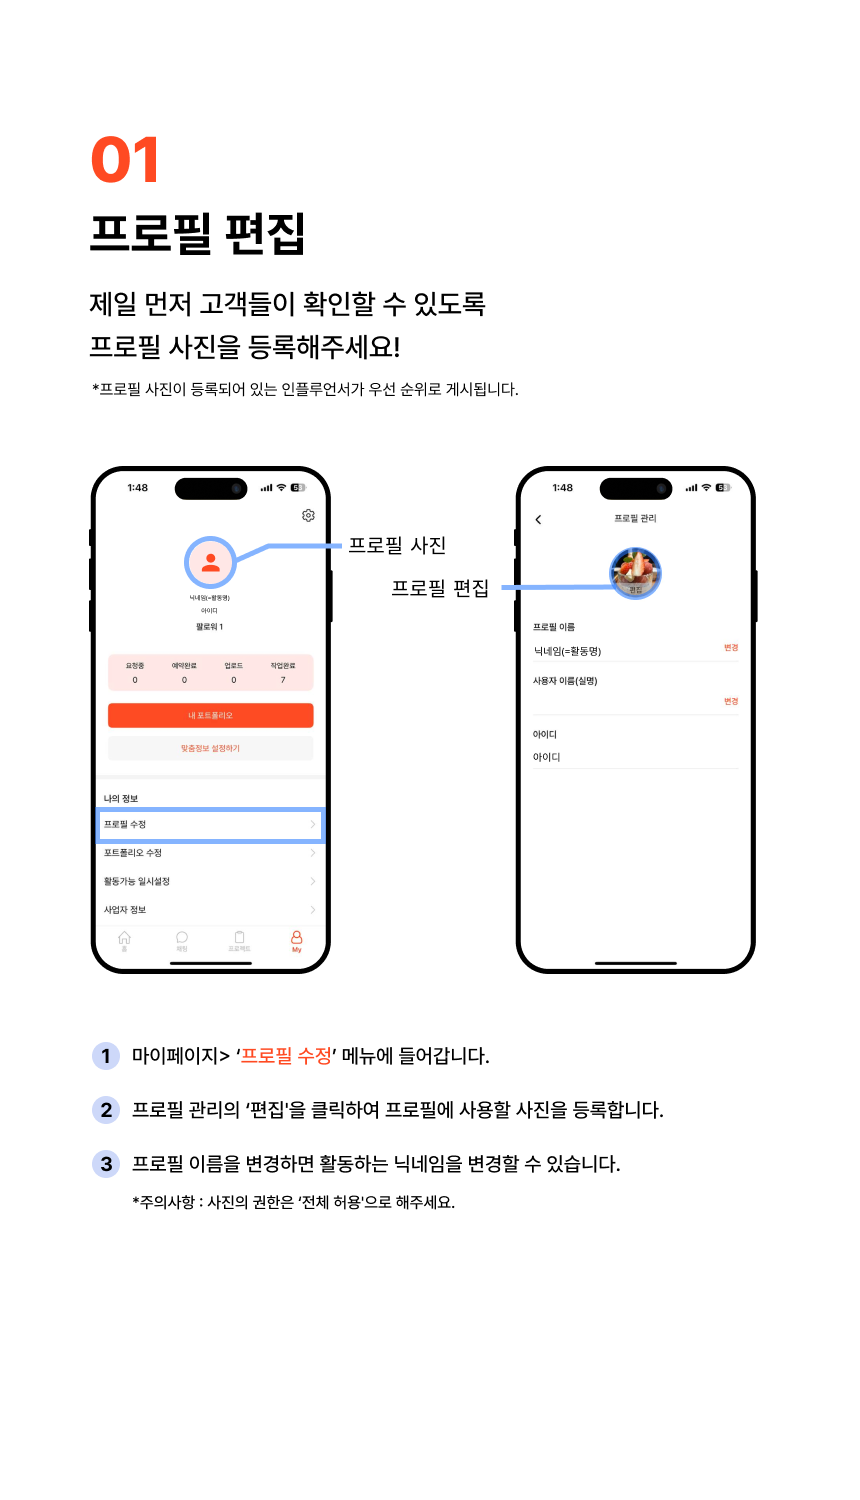 01
프로필 편집
제일 먼저 고객들이 확인할 수 있도록
프로필 사진을 등록해주세요!
*프로필 사진이 등록되어 있는 인플루언서가 우선 순위로 게시됩니다.
1:48
53
닉네임(=활동명)
아이디
팔로워 1
요청중 예약완료 업로드 작업완료
0 0 0 7
내 포트폴리오
맞춤정보 설정하기
나의 정보
프로필 수정
포트폴리오 수정
활동가능 일시설정
사업자 정보
홈 채팅 프로젝트 My
프로필 사진
프로필 편집
1:48
53
프로필 관리
편집
프로필 이름
닉네임(=활동명) 변경
사용자 이름(실명)
변경
아이디
아이디
1 마이페이지> ‘프로필 수정’ 메뉴에 들어갑니다.
2 프로필 관리의 ‘편집'을 클릭하여 프로필에 사용할 사진을 등록합니다.
3 프로필 이름을 변경하면 활동하는 닉네임을 변경할 수 있습니다.
*주의사항 : 사진의 권한은 ‘전체 허용'으로 해주세요.